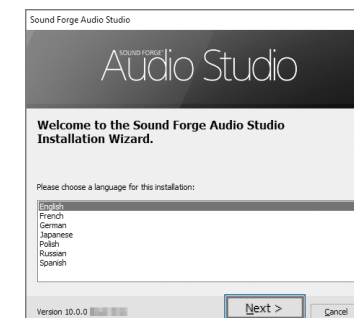 Sound Forge Audio Studio
SOUND FORGE™
Audio Studio
Welcome to the Sound Forge Audio Studio
Installation Wizard.
Please choose a language for this installation:
English
French
German
Japanese
Polish
Russian
Spanish
Version 10.0.0
Next >
Cancel